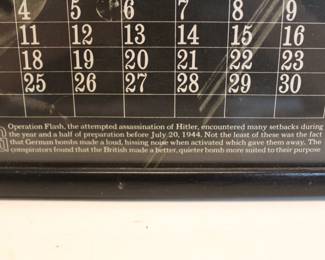 4 5 6 7 8 9
11 12 13 14 15 16
18 19 20 21 22 23
25 26 27 28 29 30
Operation Flash, the attempted assassination of Hitler, encountered many setbacks during
the year and a half of preparation before July 20, 1944. Not the least of these was the fact
that German bombs made a loud, hissing noise when activated which gave them away. The
conspirators found that the British made a better, quieter bomb more suited to their purpose